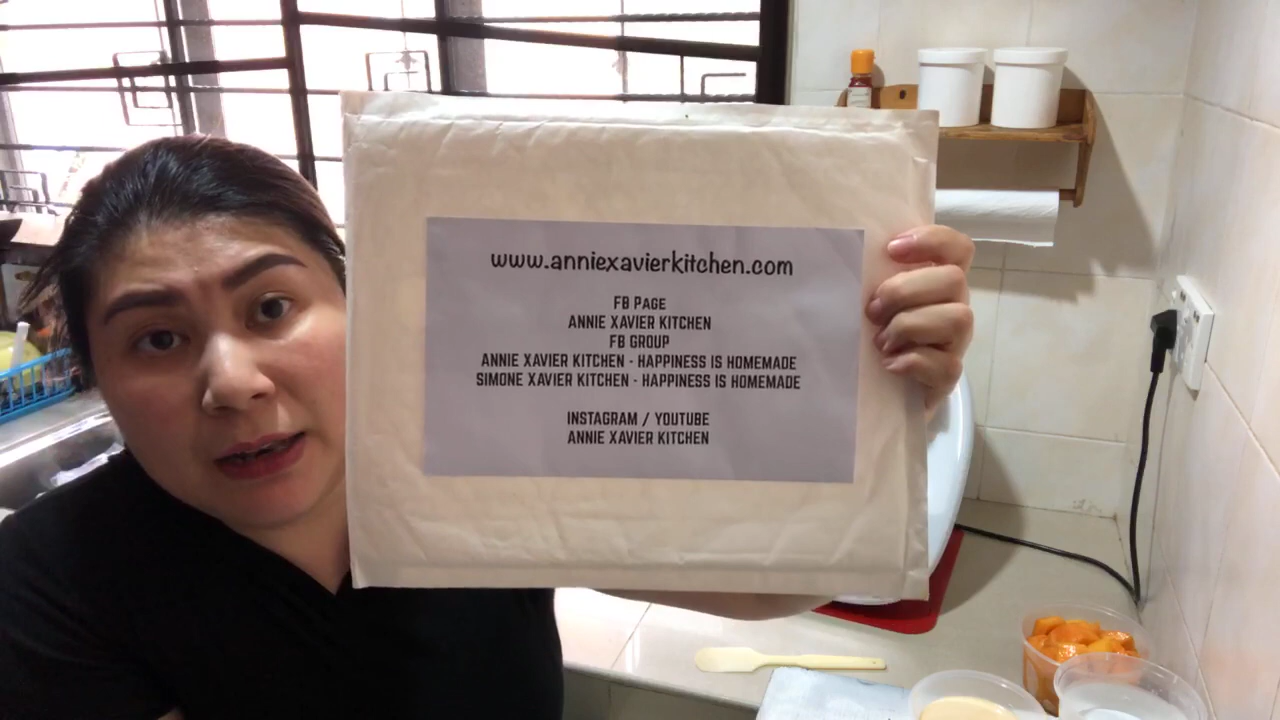 www.anniexavierkitchen.com
FB Page
ANNIE XAVIER KITCHEN
FB GROUP
ANNIE XAVIER KITCHEN - HAPPINESS IS HOMEMADE
SIMONE XAVIER KITCHEN - HAPPINESS IS HOMEMADE
INSTAGRAM / YOUTUBE
ANNIE XAVIER KITCHEN